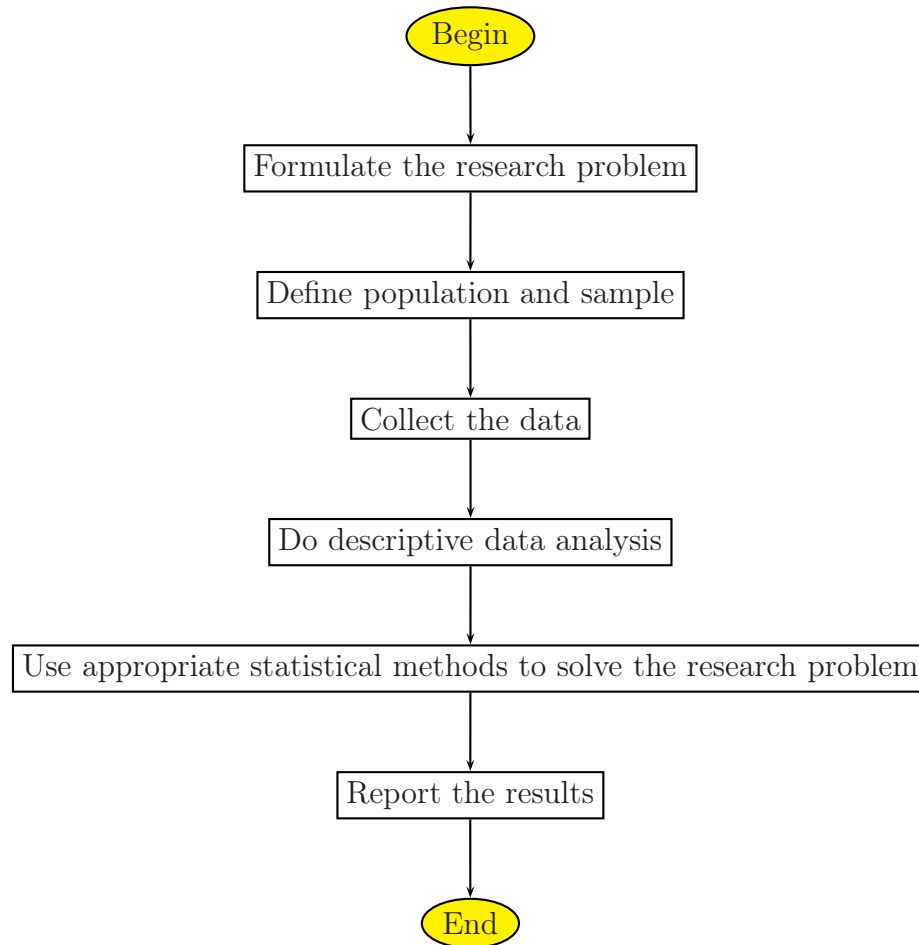 Begin
Formulate the research problem
Define population and sample
Collect the data
Do descriptive data analysis
Use appropriate statistical methods to solve the research problem
Report the results
End